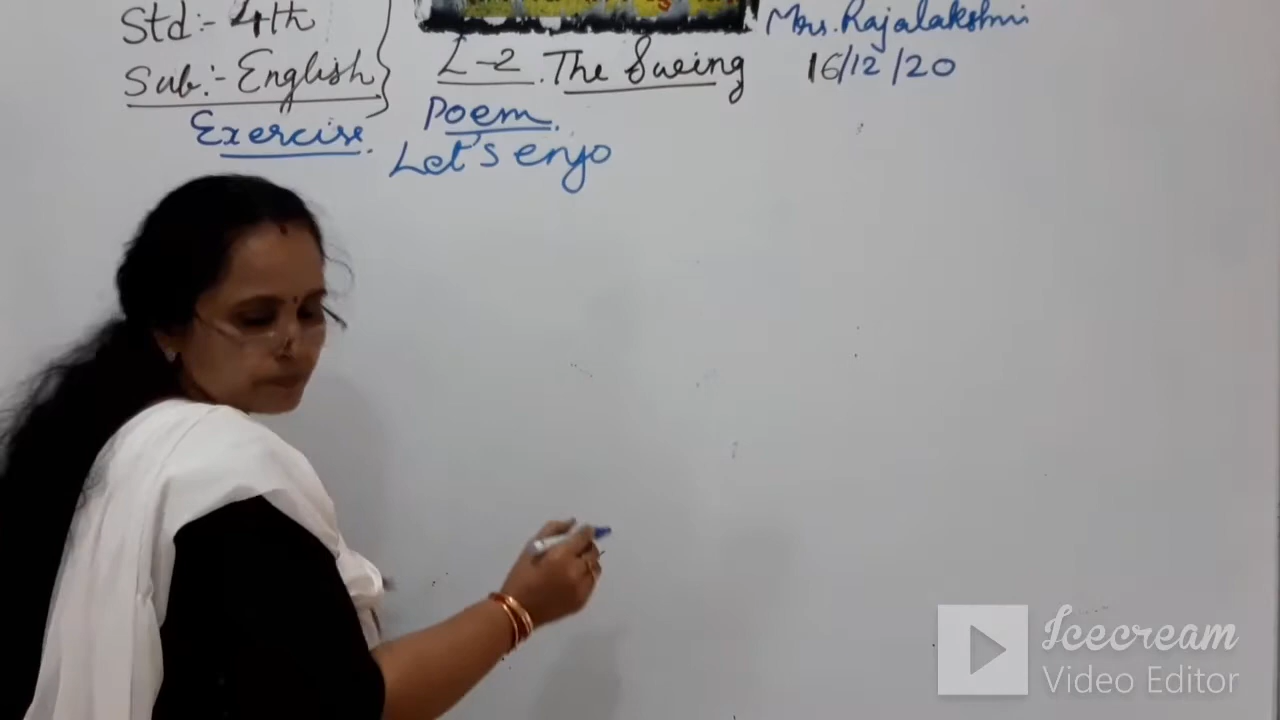 Std:- 4th
Mrs. Rajalakshmi
Sub:- English
L-2. The Swing
16/12/20
Poem.
Exercise.
Let's enjo
Icecream
Video Editor